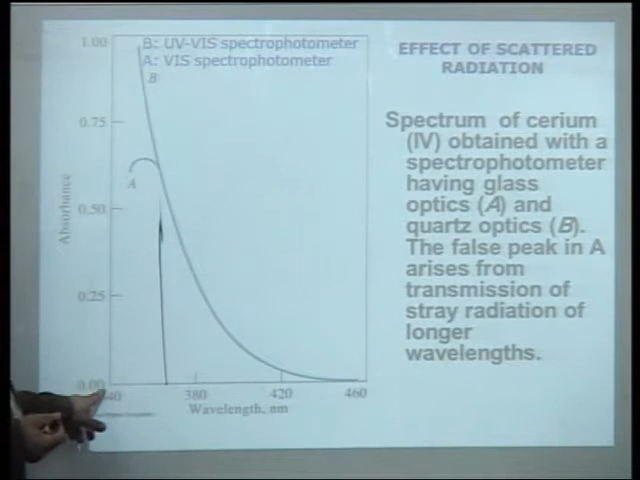 1.00
B: UV-VIS spectrophotometer
A: VIS spectrophotometer
B
0.75
A
0.50
Absorbance
0.25
0.00
380
420
460
Wavelength, nm
EFFECT OF SCATTERED
RADIATION
Spectrum of cerium
(IV) obtained with a
spectrophotometer
having glass
optics (A) and
quartz optics (B).
The false peak in A
arises from
transmission of
stray radiation of
longer
wavelengths.